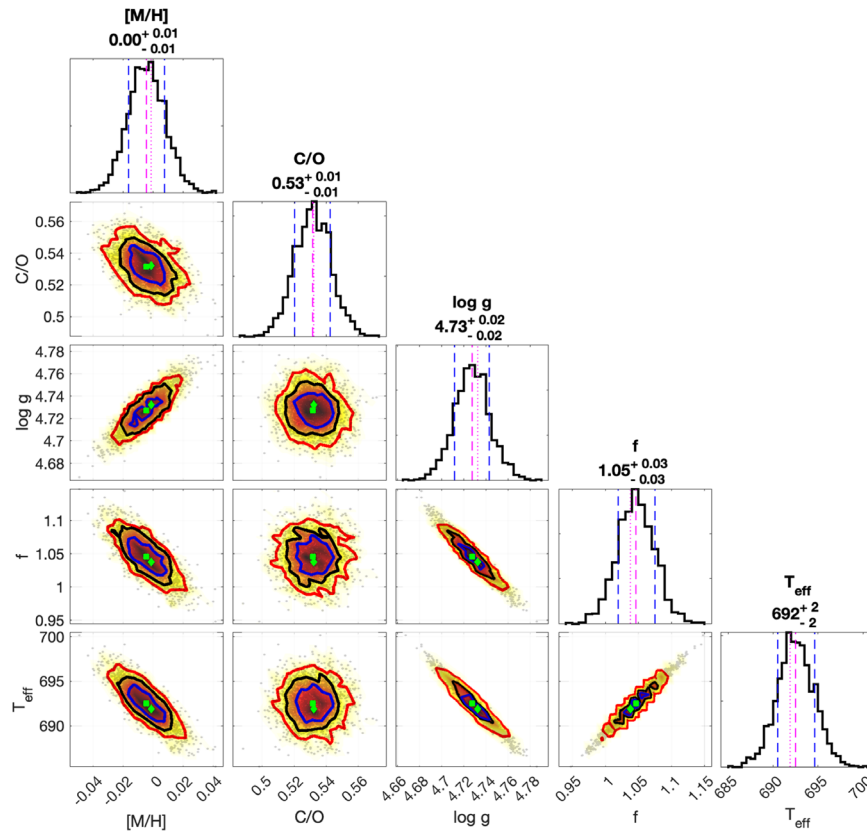 [M/H]
0.00 + 0.01 - 0.01
C/O
0.53 + 0.01 - 0.01
C/O
0.56
0.54
0.52
0.5
log g
4.73 + 0.02 - 0.02
log g
4.78
4.76
4.74
4.72
4.7
4.68
f
1.05 + 0.03 - 0.03
f
1.1
1.05
1
0.95
T_eff
692 + 2 - 2
T_eff
700
695
690
-0.04 -0.02 0 0.02 0.04
0.5 0.52 0.54 0.56
4.66 4.68 4.7 4.72 4.74 4.76 4.78
0.95 1 1.05 1.1 1.15
685 690 695 700
[M/H] C/O log g f T_eff